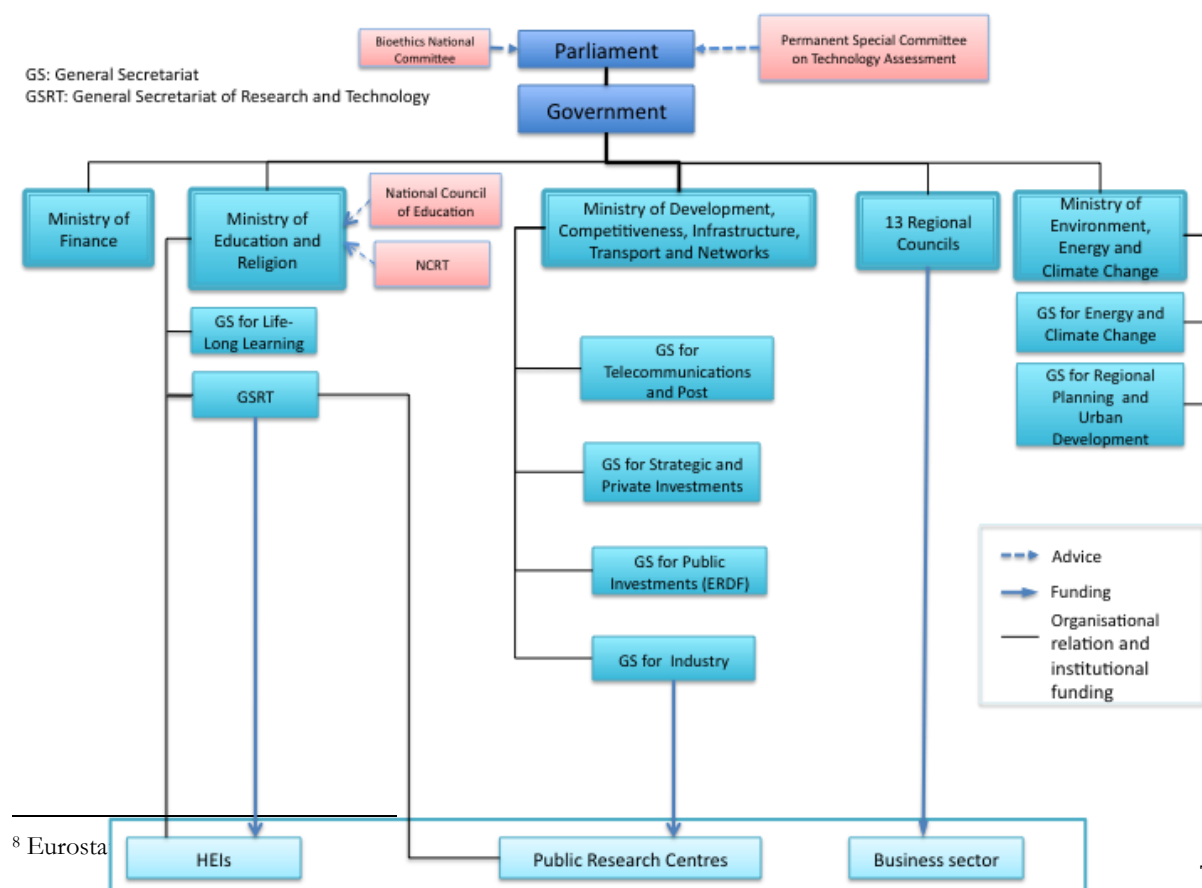 Bioethics National
Committee
Parliament
Permanent Special Committee
on Technology Assessment
GS: General Secretariat
GSRT: General Secretariat of Research and Technology
Government
Ministry of
Finance
Ministry of
Education and
Religion
National Council
of Education
NCRT
Ministry of Development,
Competitiveness, Infrastructure,
Transport and Networks
13 Regional
Councils
Ministry of
Environment,
Energy and
Climate Change
GS for Life-
Long Learning
GSRT
GS for
Telecommunications
and Post
GS for Strategic and
Private Investments
GS for Public
Investments (ERDF)
GS for Industry
GS for Energy and
Climate Change
GS for Regional
Planning and
Urban
Development
Advice
Funding
Organisational
relation and
institutional
funding
8 Eurosta
HEIs
Public Research Centres
Business sector